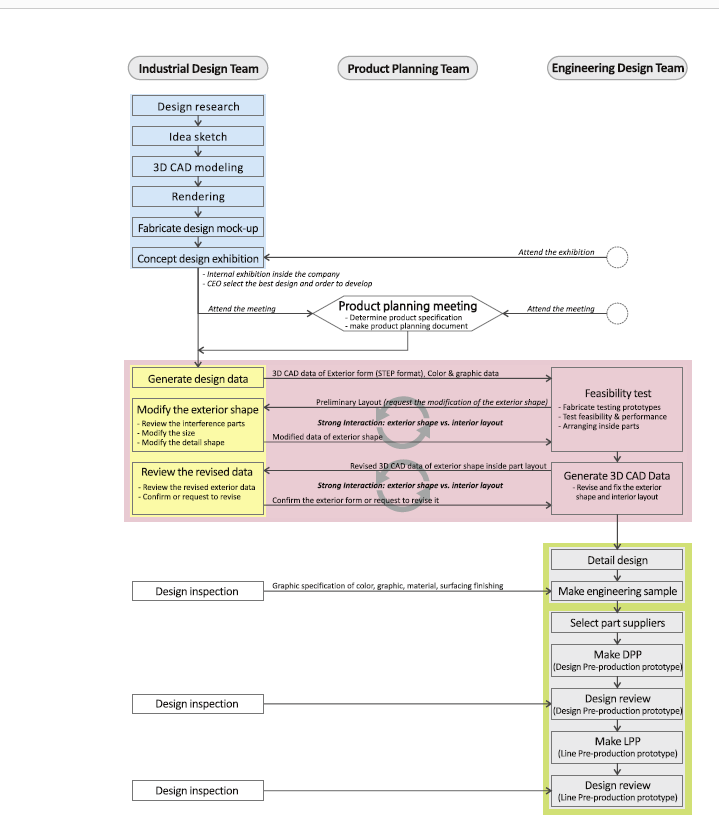 Industrial Design Team
Product Planning Team
Engineering Design Team
Design research
Idea sketch
3D CAD modeling
Rendering
Fabricate design mock-up
Concept design exhibition
Attend the exhibition
- Internal exhibition inside the company
- CEO select the best design and order to develop
Attend the meeting
Product planning meeting
- Determine product specification
- make product planning document
Attend the meeting
Generate design data
3D CAD data of Exterior form (STEP format), Color & graphic data
Feasibility test
- Fabricate testing prototypes
- Test feasibility & performance
- Arranging inside parts
Preliminary Layout (request the modification of the exterior shape)
Modify the exterior shape
- Review the interference parts
- Modify the size
- Modify the detail shape
Strong Interaction: exterior shape vs. interior layout
Modified data of exterior shape
Revised 3D CAD data of exterior shape inside part layout
Review the revised data
- Review the revised exterior data
- Confirm or request to revise
Strong Interaction: exterior shape vs. interior layout
Confirm the exterior form or request to revise it
Generate 3D CAD Data
- Revise and fix the exterior
shape and interior layout
Detail design
Design inspection
Graphic specification of color, graphic, material, surfacing finishing
Make engineering sample
Select part suppliers
Make DPP
(Design Pre-production prototype)
Design inspection
Design review
(Design Pre-production prototype)
Make LPP
(Line Pre-production prototype)
Design inspection
Design review
(Line Pre-production prototype)